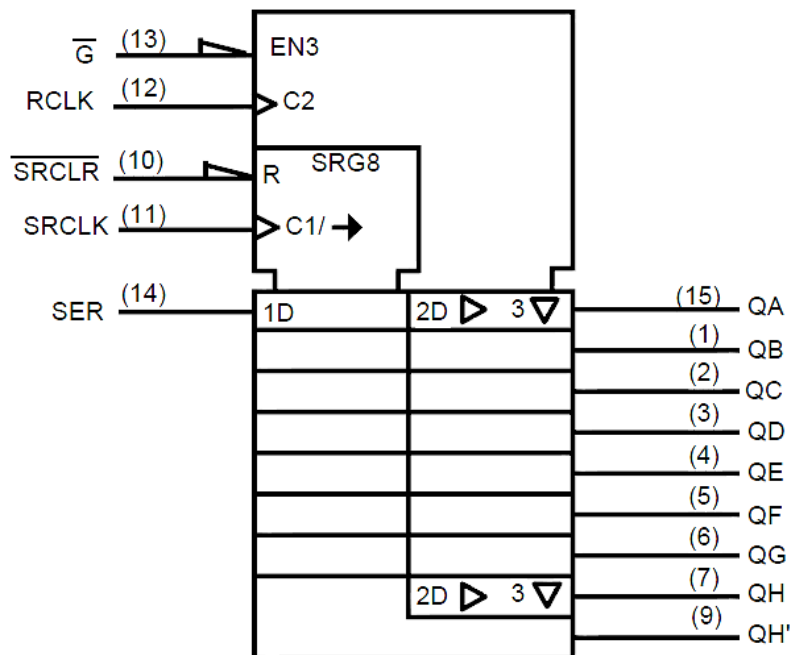 G̅ (13) EN3
RCLK (12) C2
S̅R̅C̅L̅R̅ (10) R SRG8
SRCLK (11) C1/ →
SER (14) 1D 2D ▷ 3 ▽ (15) QA
(1) QB
(2) QC
(3) QD
(4) QE
(5) QF
(6) QG
2D ▷ 3 ▽ (7) QH
(9) QH'